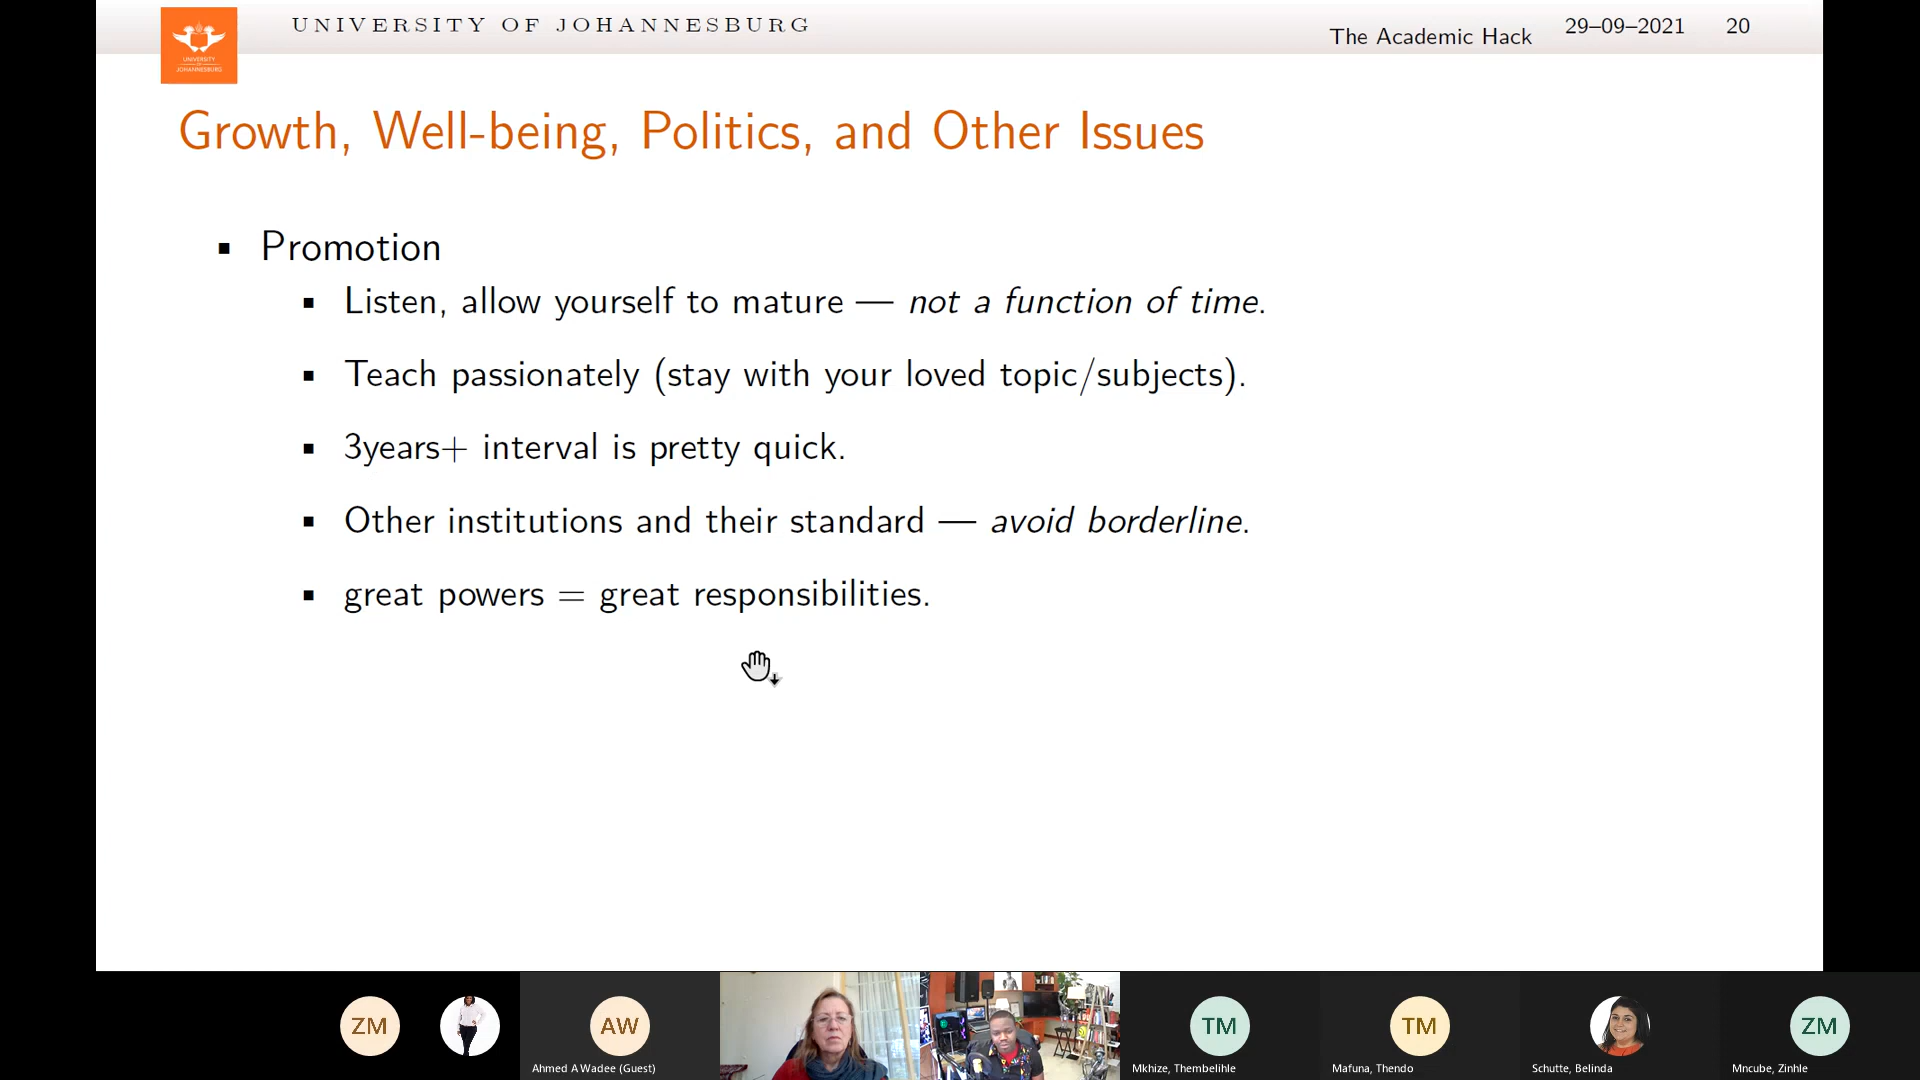 UNIVERSITY OF JOHANNESBURG
The Academic Hack 29–09–2021 20
UNIVERSITY
OF
JOHANNESBURG
Growth, Well-being, Politics, and Other Issues
Promotion
Listen, allow yourself to mature — not a function of time.
Teach passionately (stay with your loved topic/subjects).
3years+ interval is pretty quick.
Other institutions and their standard — avoid borderline.
great powers = great responsibilities.
ZM
AW
TM
TM
ZM
Ahmed A Wadee (Guest)
Mkhize, Thembelihle
Mafuna, Thendo
Schutte, Belinda
Mncube, Zinhle